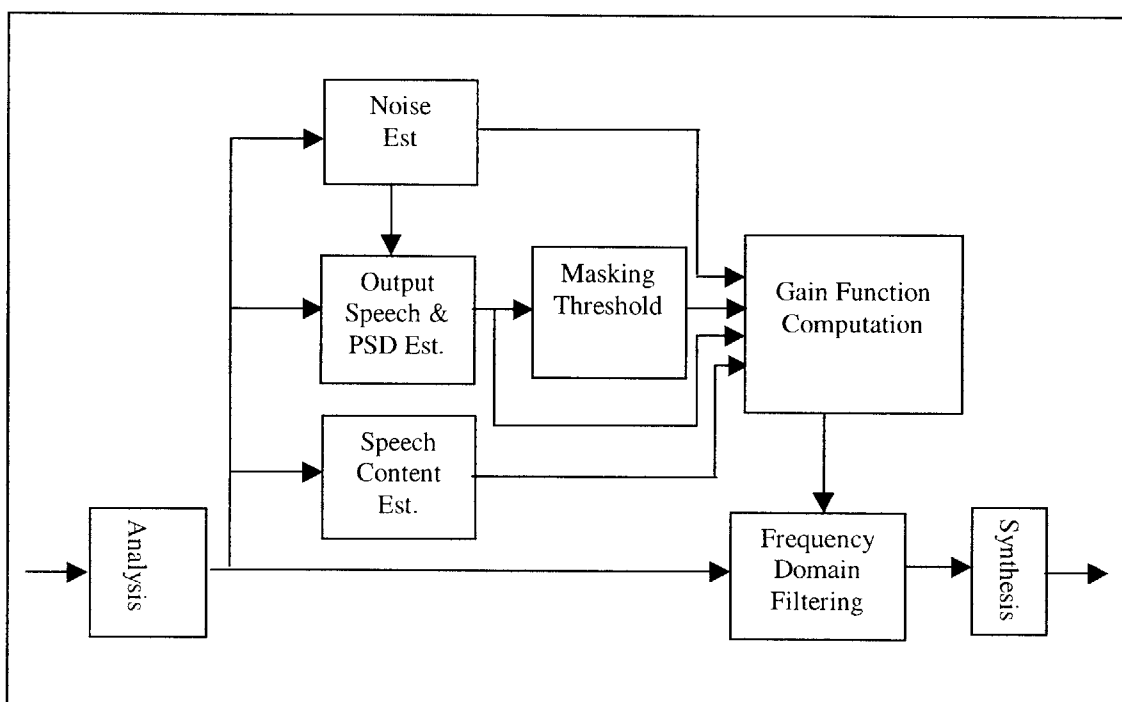 Noise
Est
Output
Speech &
PSD Est.
Masking
Threshold
Gain Function
Computation
Speech
Content
Est.
Analysis
Frequency
Domain
Filtering
Synthesis